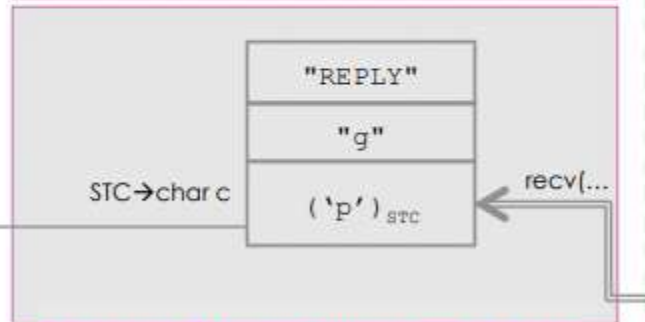 "REPLY"
"g"
STC→char c
('p')STC
recv(...